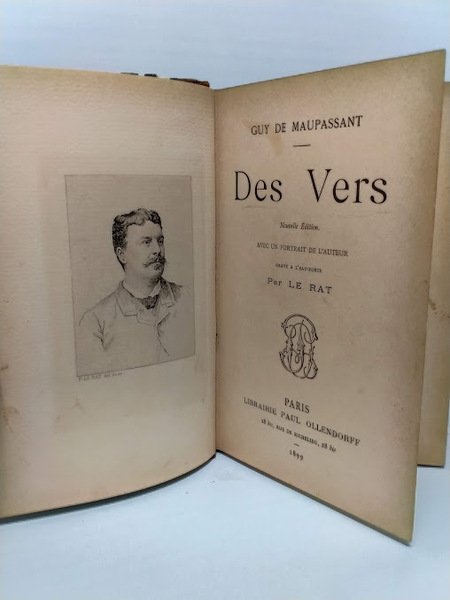 GUY DE MAUPASSANT
Des Vers
Nouvelle Édition.
AVEC UN PORTRAIT DE L'AUTEUR
GRAVÉ A L'EAU-FORTE
Par LE RAT
PARIS
LIBRAIRIE PAUL OLLENDORFF
28 bis, RUE DE RICHELIEU, 28 bis
1899